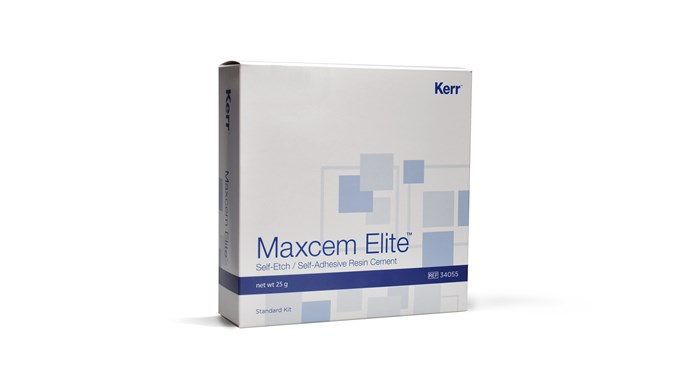 Kerr
Kerr
Maxcem Elite
Maxcem Elite™
Self-Etch / Self-Adhesive Resin Cement
net wt 25 g
REF 34055
Standard Kit